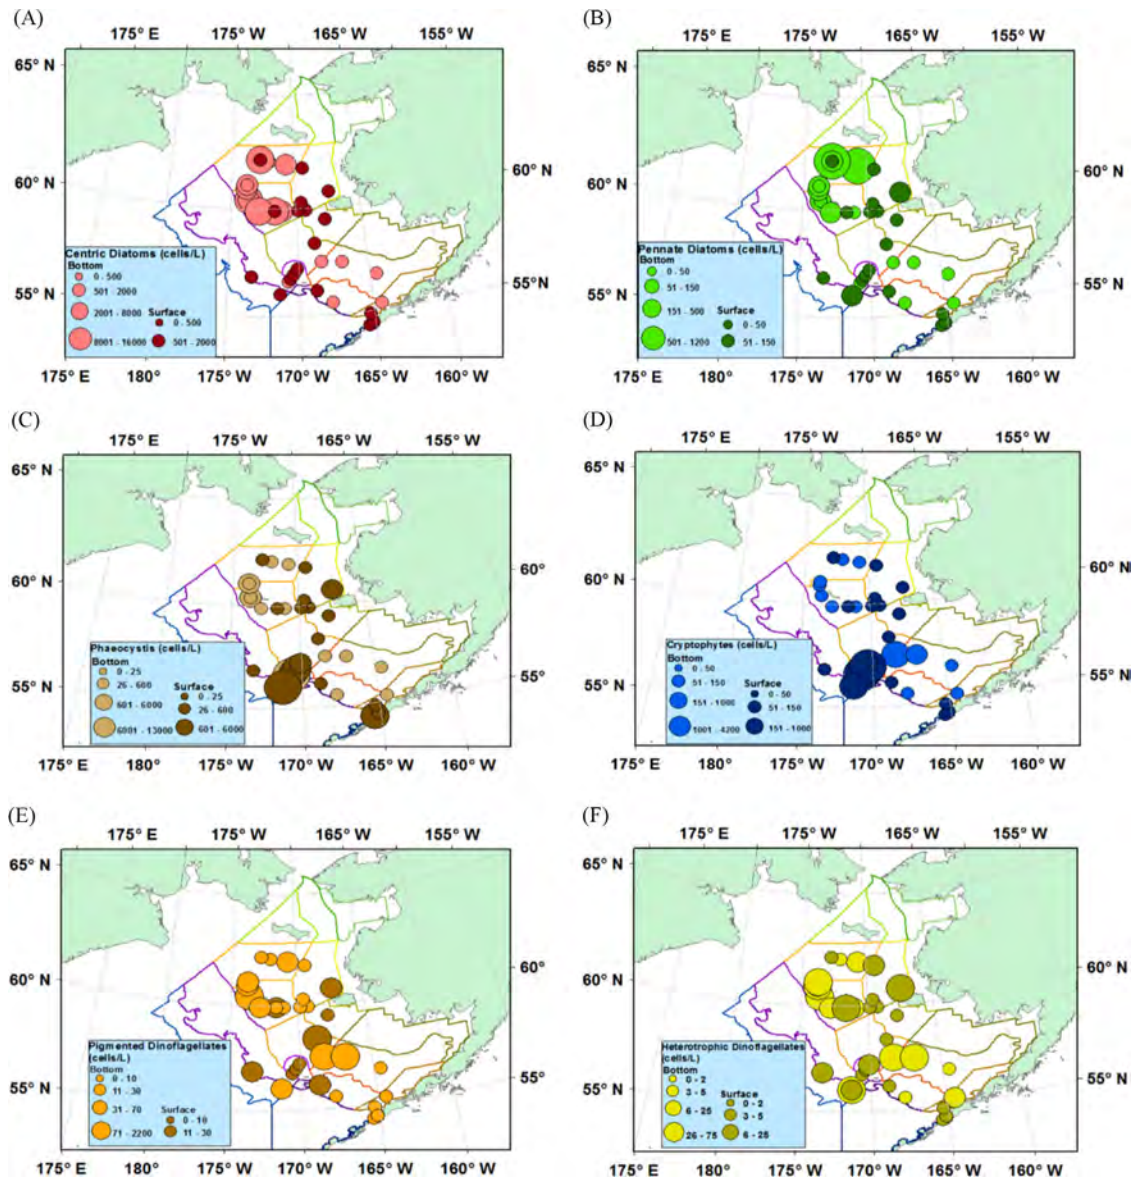 (A)
(B)
175° E 175° W 165° W 155° W
175° E 175° W 165° W 155° W
65° N
65° N
60° N
60° N
60° N
60° N
55° N
55° N
55° N
55° N
Centric Diatoms (cells/L)
Bottom
0 - 500
501 - 2000
2001 - 8000
8001 - 16000
Surface
0 - 500
501 - 2000
Pennate Diatoms (cells/L)
Bottom
0 - 50
51 - 150
151 - 500
501 - 1200
Surface
0 - 50
51 - 150
175° E 180° 175° W 170° W 165° W 160° W
175° E 180° 175° W 170° W 165° W 160° W
(C)
(D)
175° E 175° W 165° W 155° W
175° E 175° W 165° W 155° W
65° N
65° N
60° N
60° N
60° N
60° N
55° N
55° N
55° N
55° N
Phaeocystis (cells/L)
Bottom
0 - 25
26 - 600
601 - 6000
6001 - 13000
Surface
0 - 25
26 - 600
601 - 6000
Cryptophytes (cells/L)
Bottom
0 - 50
51 - 150
151 - 1000
1001 - 4200
Surface
0 - 50
51 - 150
151 - 1000
175° E 180° 175° W 170° W 165° W 160° W
175° E 180° 175° W 170° W 165° W 160° W
(E)
(F)
175° E 175° W 165° W 155° W
175° E 175° W 165° W 155° W
65° N
65° N
60° N
60°
60° N
60° N
55° N
55° N
55° N
55° N
Pigmented Dinoflagellates
(cells/L)
Bottom
0 - 10
11 - 30
31 - 70
71 - 2200
Surface
0 - 10
11 - 30
Heterotrophic Dinoflagellates
(cells/L)
Bottom
0 - 2
3 - 5
6 - 25
26 - 75
Surface
0 - 2
3 - 5
6 - 25
175° E 180° 175° W 170° W 165° W 160° W
175° E 180° 175° W 170° W 165° W 160° W